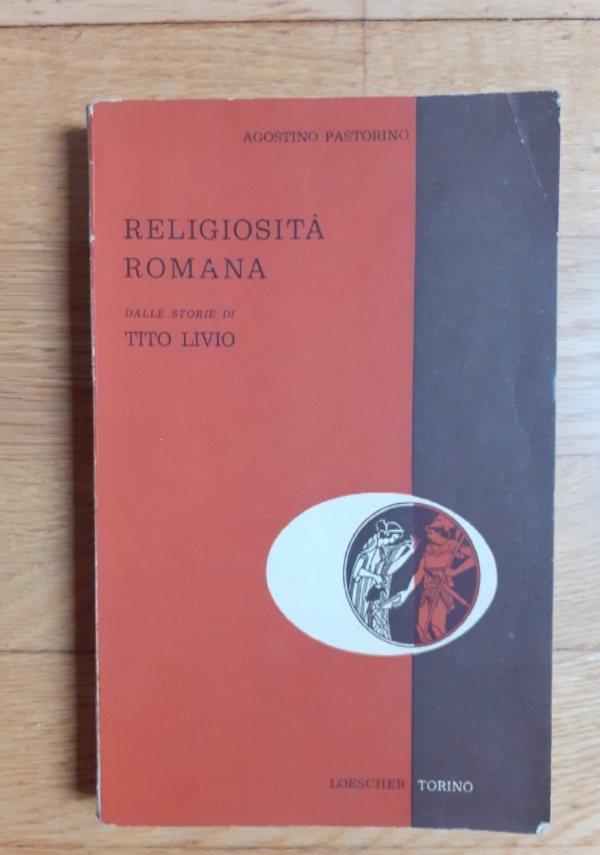 AGOSTINO PASTORINO
RELIGIOSITÀ
ROMANA
DALLE STORIE DI
TITO LIVIO
LOESCHER TORINO